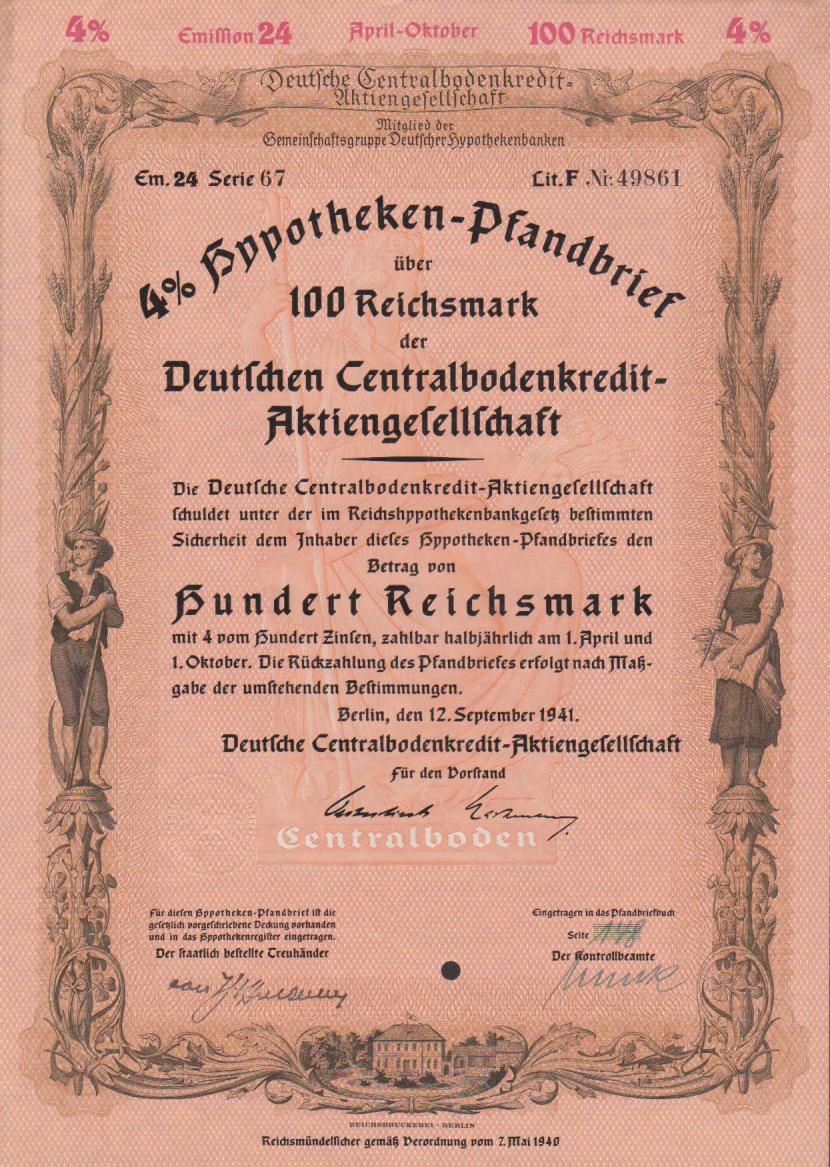 4% Emiſſion 24 April-Oktober 100 Reichsmark 4%
Deutſche Centralbodenkredit-
Aktiengeſellſchaft
Mitglied der
Gemeinſchaftsgruppe Deutſcher Hypothekenbanken
Em. 24 Serie 67 Lit. F Nr: 49861
4% Hypotheken-Pfandbrief
über
100 Reichsmark
der
Deutſchen Centralbodenkredit-
Aktiengeſellſchaft
Die Deutſche Centralbodenkredit-Aktiengeſellſchaft
ſchuldet unter der im Reichshypothekenbankgeſetz beſtimmten
Sicherheit dem Inhaber dieſes Hypotheken-Pfandbriefes den
Betrag von
Hundert Reichsmark
mit 4 vom Hundert Zinſen, zahlbar halbjährlich am 1. April und
1. Oktober. Die Rückzahlung des Pfandbriefes erfolgt nach Maß-
gabe der umſtehenden Beſtimmungen.
Berlin, den 12. September 1941.
Deutſche Centralbodenkredit-Aktiengeſellſchaft
Für den Vorſtand
Centralboden
Für dieſen Hypotheken-Pfandbrief iſt die
geſetzlich vorgeſchriebene Deckung vorhanden
und in das Hypothekenregiſter eingetragen.
Der ſtaatlich beſtellte Treuhänder
Eingetragen in das Pfandbriefbuch
Seite 148
Der Kontrollbeamte
REICHSDRUCKEREI · BERLIN
Reichsmündelſicher gemäß Verordnung vom 7. Mai 1940